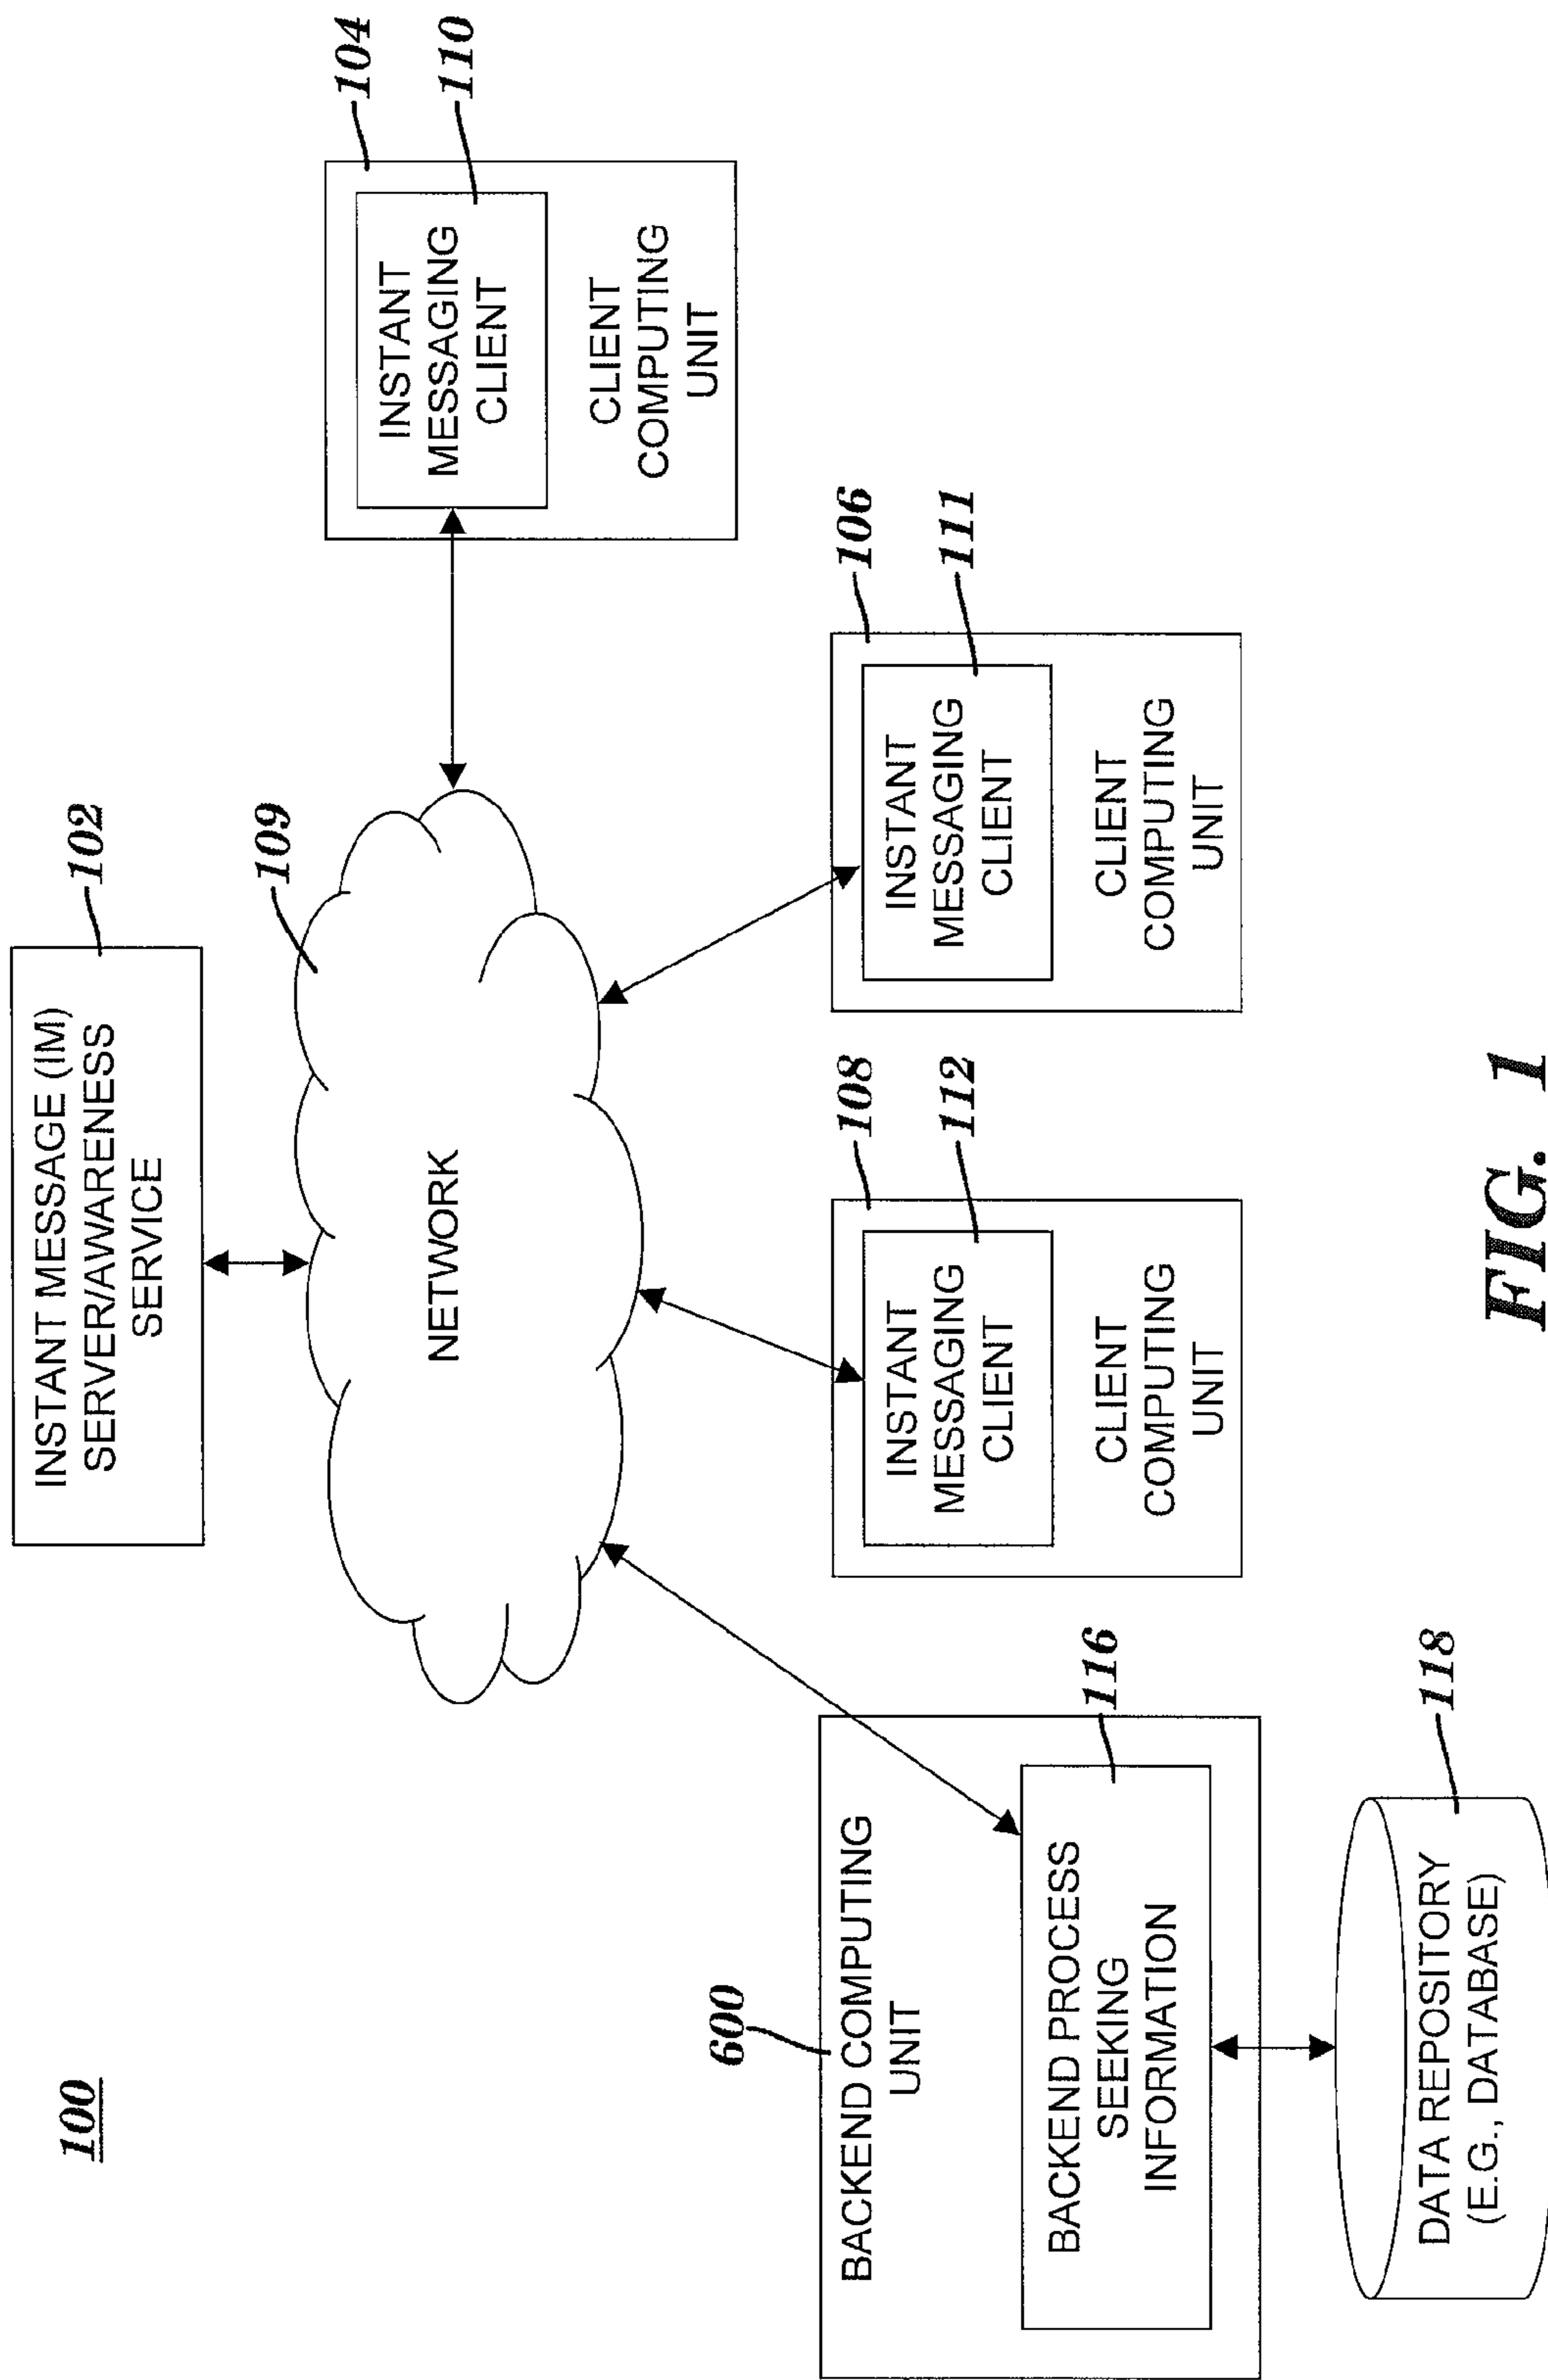 100
INSTANT MESSAGE (IM)
SERVER/AWARENESS
SERVICE
102
109
NETWORK
104
INSTANT
MESSAGING
CLIENT
110
CLIENT
COMPUTING
UNIT
600
BACKEND COMPUTING
UNIT
BACKEND PROCESS
SEEKING
INFORMATION
116
DATA REPOSITORY
(E.G., DATABASE)
118
108
INSTANT
MESSAGING
CLIENT
112
CLIENT
COMPUTING
UNIT
106
INSTANT
MESSAGING
CLIENT
111
CLIENT
COMPUTING
UNIT
FIG. 1